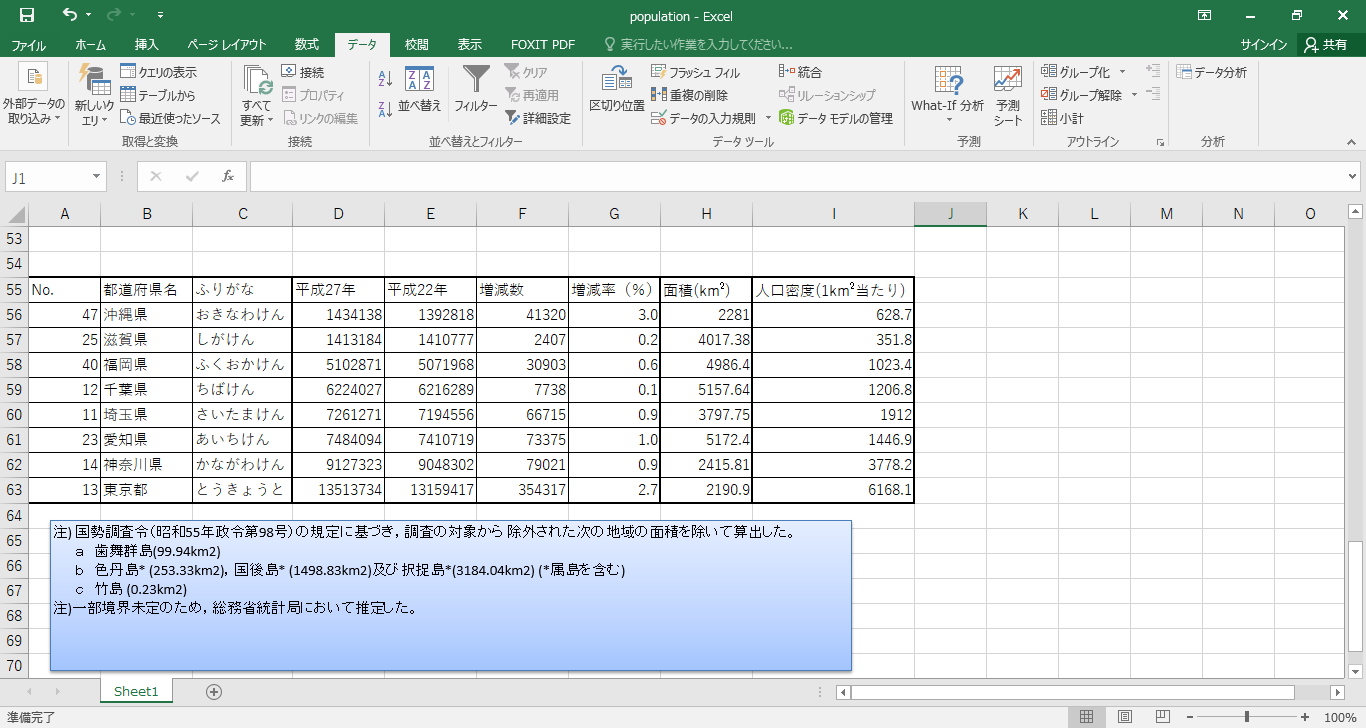 population - Excel
ファイル ホーム 挿入 ページ レイアウト 数式 データ 校閲 表示 FOXIT PDF 実行したい作業を入力してください... サインイン 共有
外部データの取り込み
新しいクエリ
クエリの表示
テーブルから
最近使ったソース
取得と変換
すべて更新
接続
プロパティ
リンクの編集
接続
並べ替え
フィルター
クリア
再適用
詳細設定
並べ替えとフィルター
区切り位置
フラッシュ フィル
重複の削除
データの入力規則
統合
リレーションシップ
データ モデルの管理
データ ツール
What-If 分析
予測シート
予測
グループ化
グループ解除
小計
アウトライン
データ分析
分析
J1
fx
A B C D E F G H I J K L M N O
53
54
55 No. 都道府県名 ふりがな 平成27年 平成22年 増減数 増減率（%） 面積(km²) 人口密度(1km²当たり)
56 47 沖縄県 おきなわけん 1434138 1392818 41320 3.0 2281 628.7
57 25 滋賀県 しがけん 1413184 1410777 2407 0.2 4017.38 351.8
58 40 福岡県 ふくおかけん 5102871 5071968 30903 0.6 4986.4 1023.4
59 12 千葉県 ちばけん 6224027 6216289 7738 0.1 5157.64 1206.8
60 11 埼玉県 さいたまけん 7261271 7194556 66715 0.9 3797.75 1912
61 23 愛知県 あいちけん 7484094 7410719 73375 1.0 5172.4 1446.9
62 14 神奈川県 かながわけん 9127323 9048302 79021 0.9 2415.81 3778.2
63 13 東京都 とうきょうと 13513734 13159417 354317 2.7 2190.9 6168.1
64
65
66
67
68
69
70
注) 国勢調査令（昭和55年政令第98号）の規定に基づき，調査の対象から 除外された次の地域の面積を除いて算出した。
a 歯舞群島(99.94km2)
b 色丹島* (253.33km2)，国後島* (1498.83km2)及び択捉島*(3184.04km2) (*属島を含む)
c 竹島 (0.23km2)
注)一部境界未定のため，総務省統計局において推定した。
Sheet1
準備完了 100%